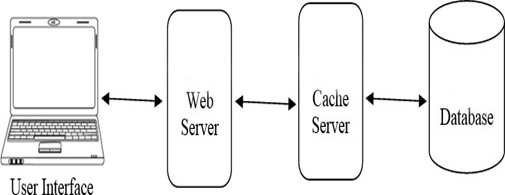 User Interface
Web
Server
Cache
Server
Database